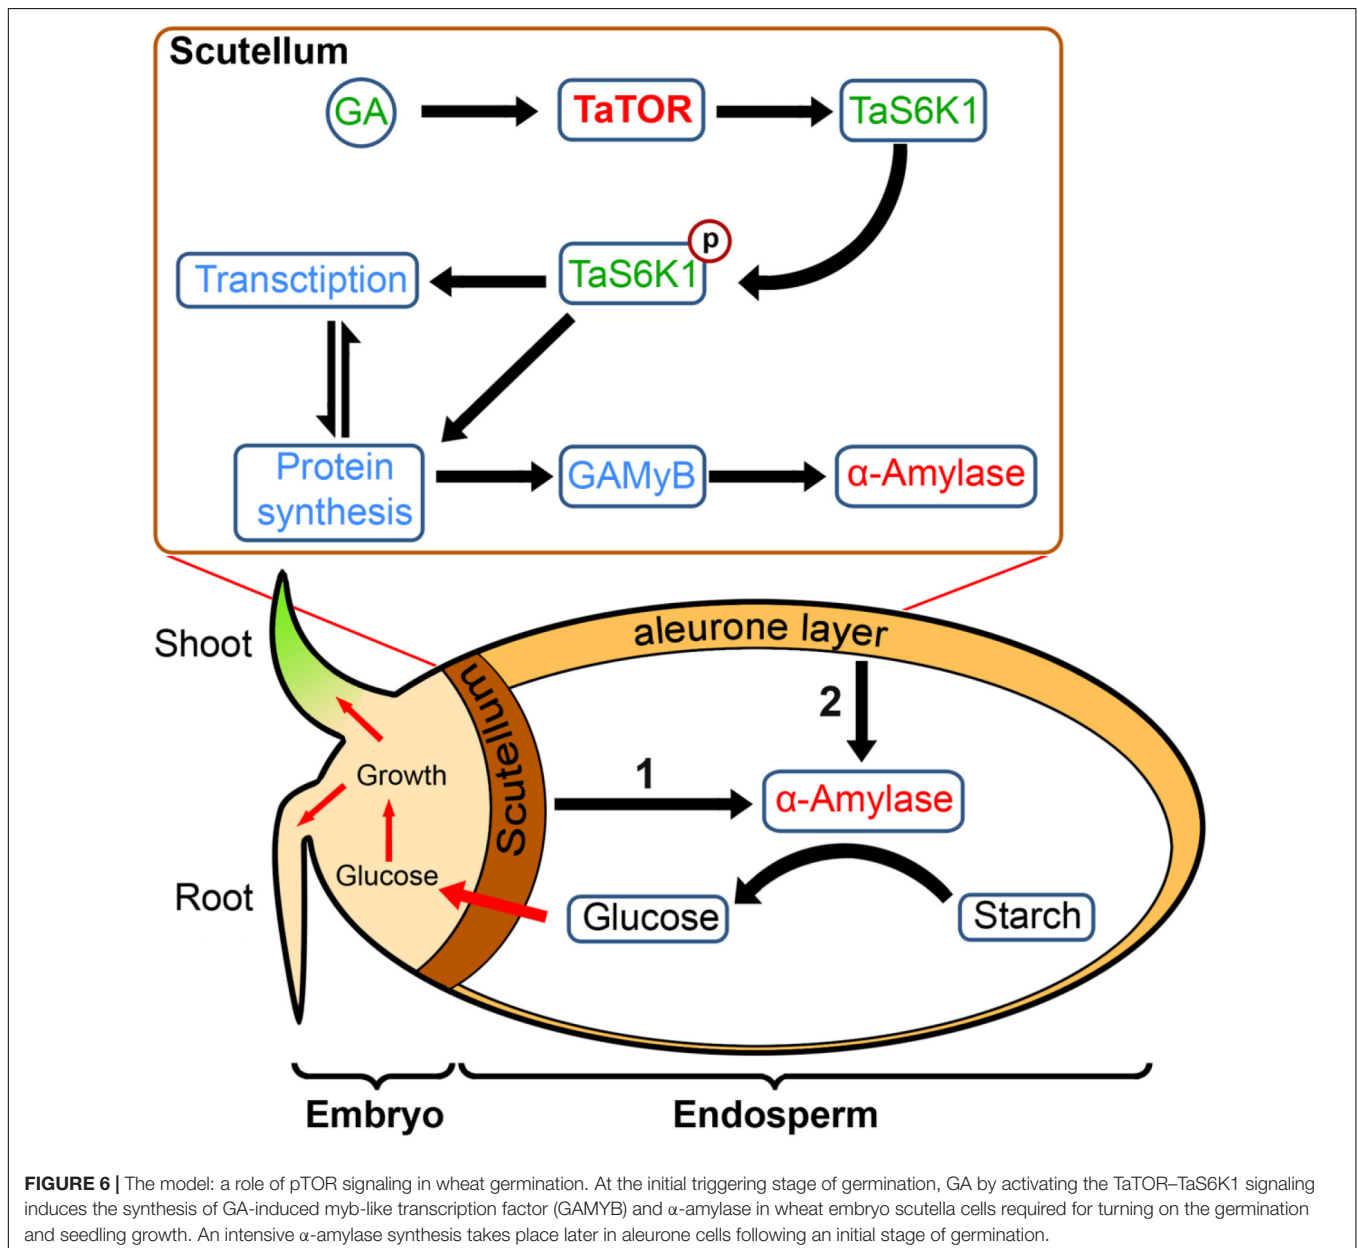 Scutellum
GA
TaTOR
TaS6K1
p
TaS6K1
Transctiption
Protein
synthesis
GAMyB
α-Amylase
Shoot
aleurone layer
Scutellum
2
1
Growth
α-Amylase
Glucose
Root
Glucose
Starch
Embryo
Endosperm
FIGURE 6 | The model: a role of pTOR signaling in wheat germination. At the initial triggering stage of germination, GA by activating the TaTOR–TaS6K1 signaling
induces the synthesis of GA-induced myb-like transcription factor (GAMYB) and α-amylase in wheat embryo scutella cells required for turning on the germination
and seedling growth. An intensive α-amylase synthesis takes place later in aleurone cells following an initial stage of germination.